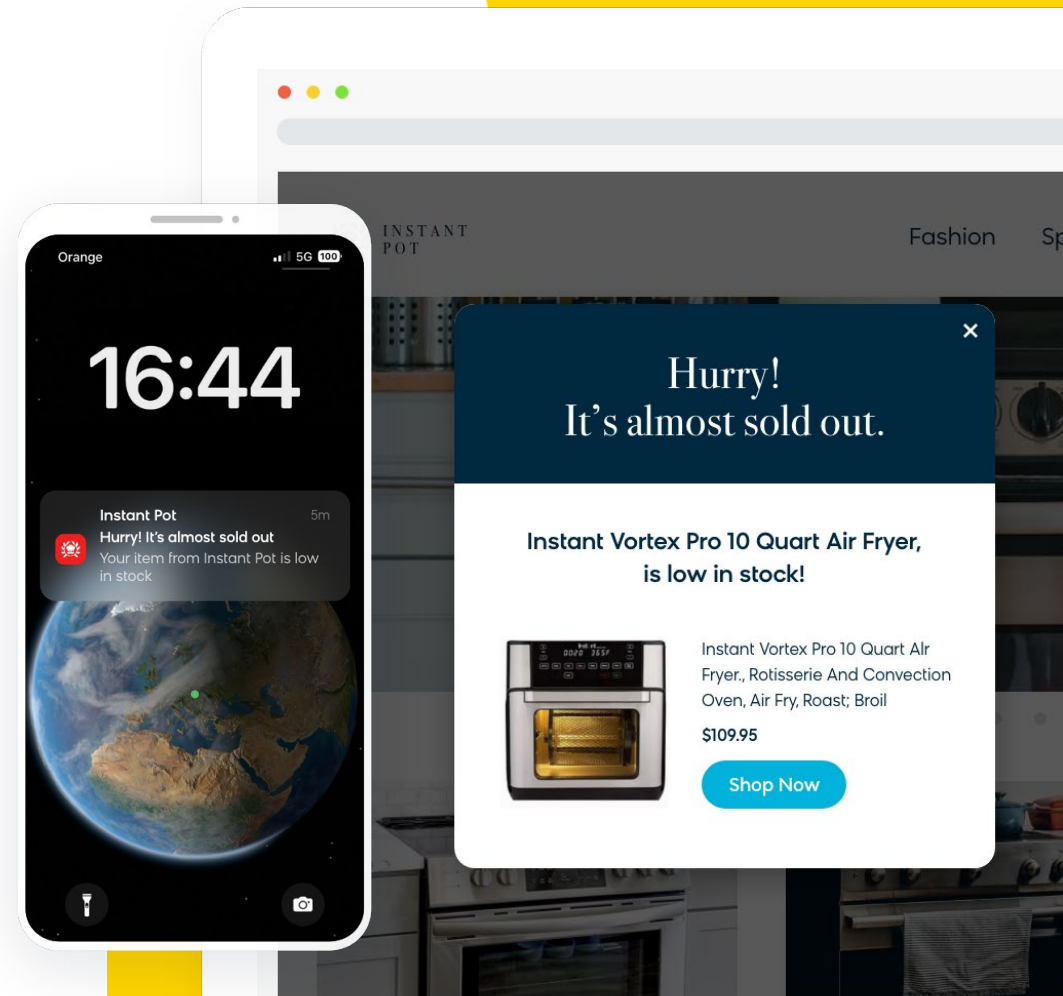 Orange
5G 100
16:44
Instant Pot 5m
Hurry! It's almost sold out
Your item from Instant Pot is low
in stock
INSTANT
POT
Fashion
Hurry!
It's almost sold out.
Instant Vortex Pro 10 Quart Air Fryer,
is low in stock!
Instant Vortex Pro 10 Quart AIr
Fryer., Rotisserie And Convection
Oven, Air Fry, Roast; Broil
$109.95
Shop Now